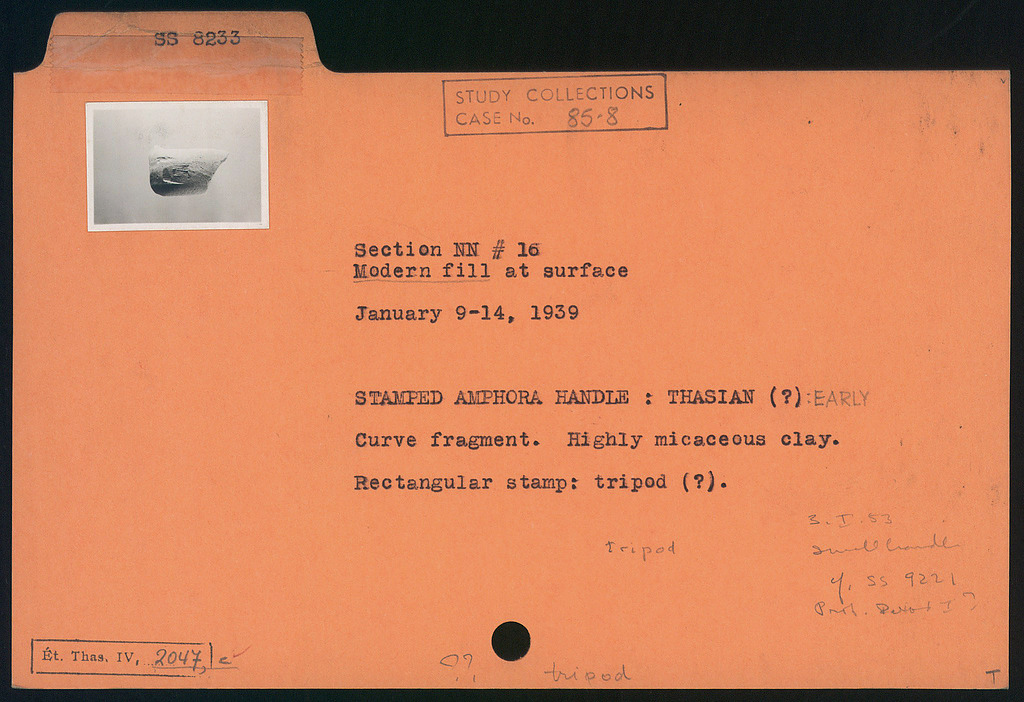 SS 8233
STUDY COLLECTIONS
CASE No. 85-8
Section NN # 16
Modern fill at surface
January 9-14, 1939
STAMPED AMPHORA HANDLE : THASIAN (?):EARLY
Curve fragment. Highly micaceous clay.
Rectangular stamp: tripod (?).
3.I.53
tripod
small handle
SS 9221
Ét. Thas. IV, 2047, c
??
tripod
T